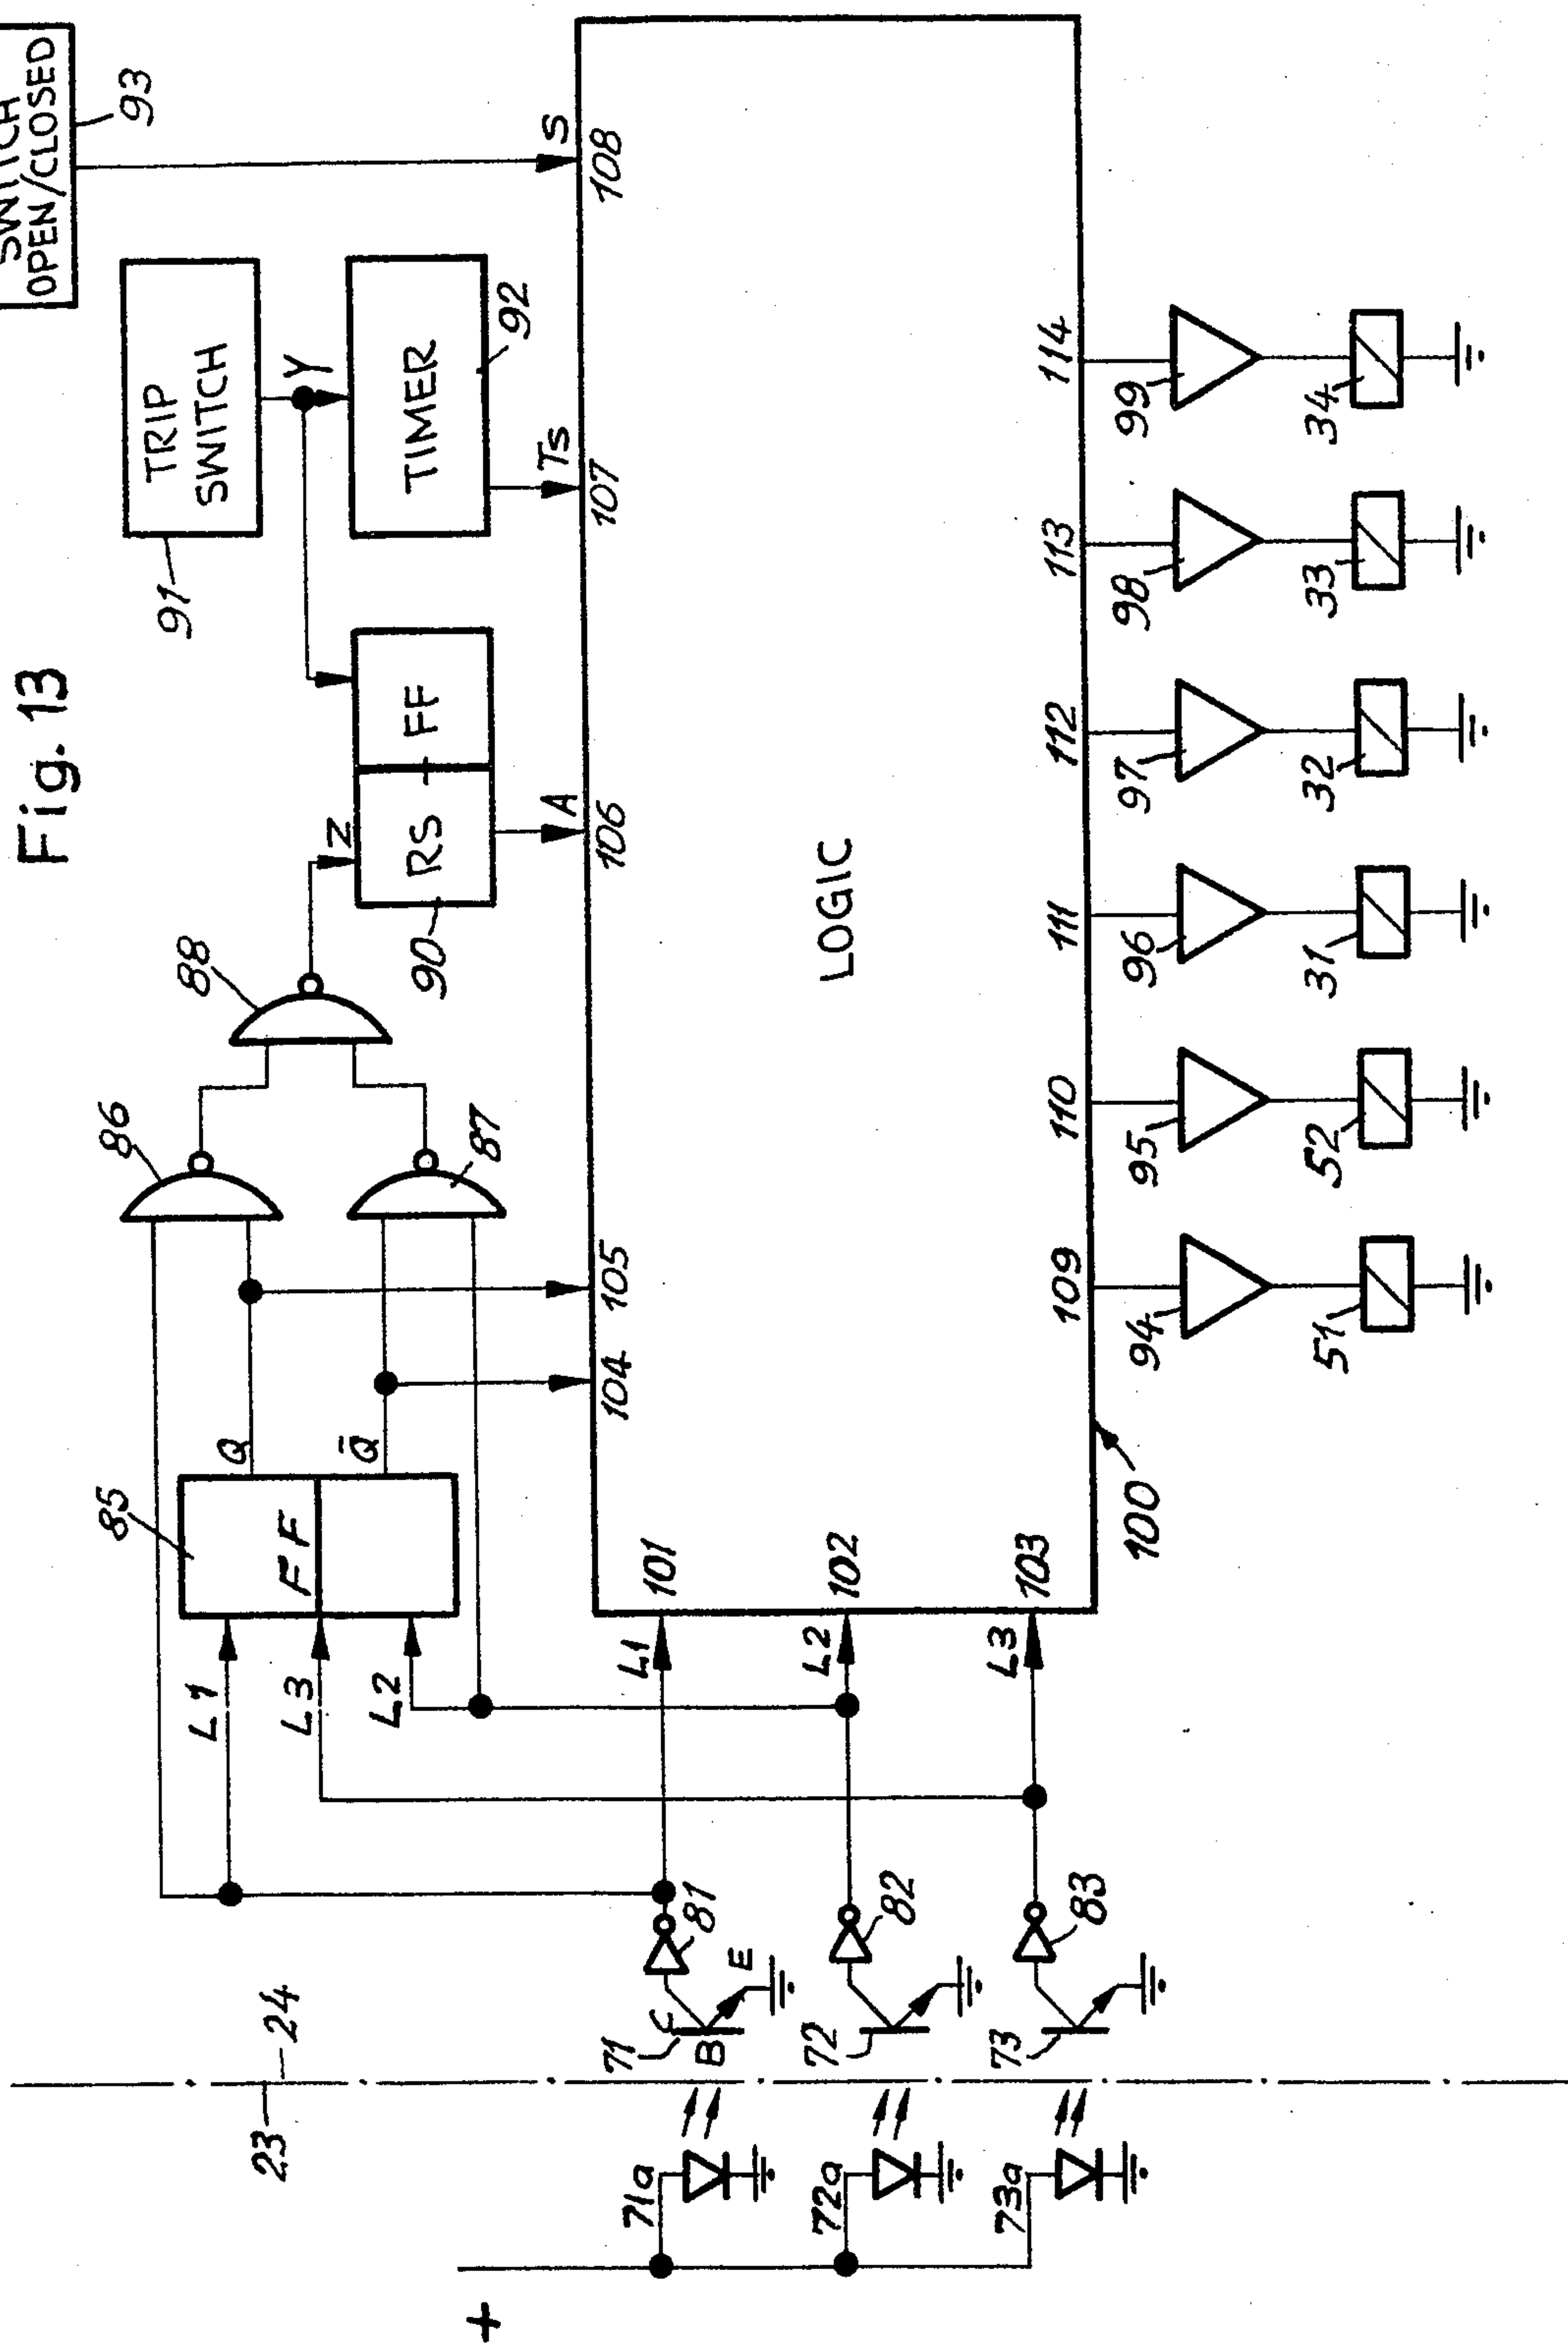 Fig. 13
SWITCH
OPEN/CLOSED
93
TRIP
SWITCH
91
Y
TIMER
92
Z
RS FF
90
88
86
87
85
FF
Q
Q̄
L1
L3
L2
A
Ts
S
104
105
106
107
108
L1
101
L2
102
L3
103
LOGIC
100
109
110
111
112
113
114
94
95
96
97
98
99
51
52
31
32
33
34
81
82
83
71
C
B
E
72
73
23
24
71a
72a
73a
+